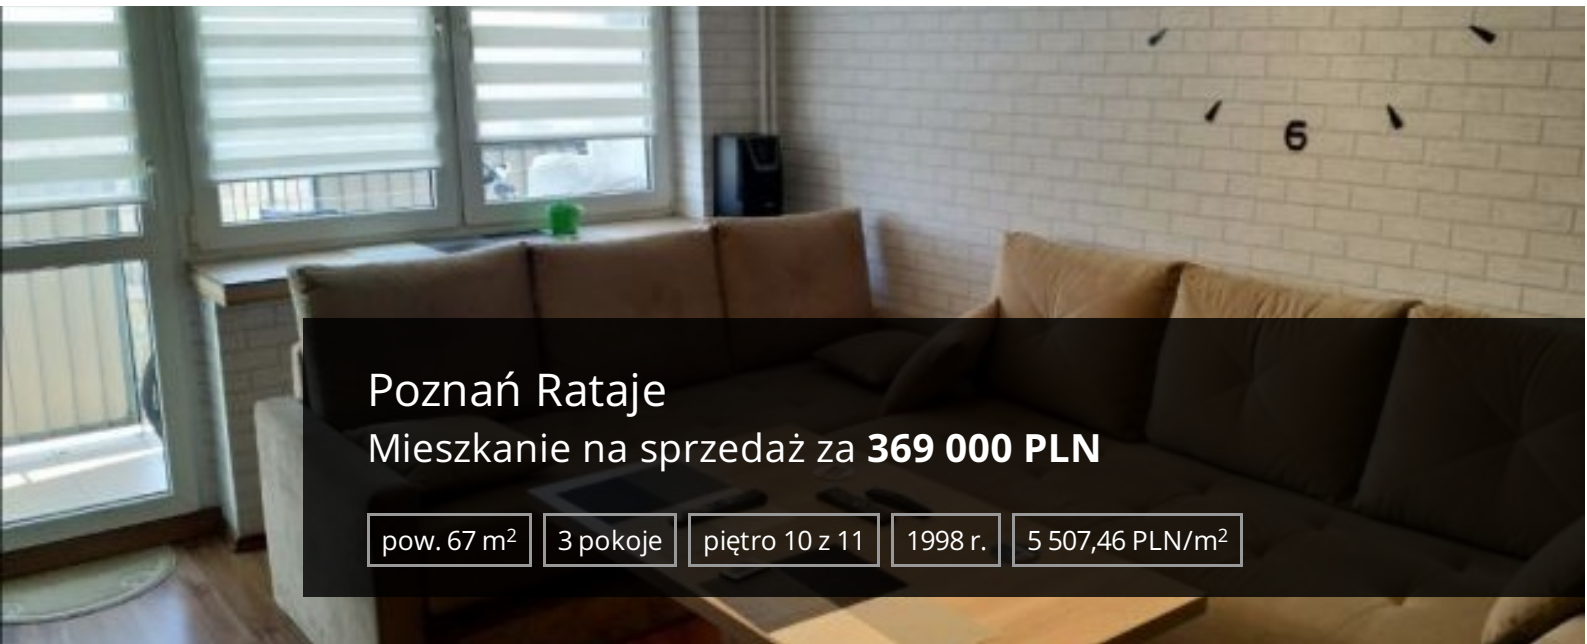 6
Poznań Rataje
Mieszkanie na sprzedaż za 369 000 PLN
pow. 67 m² 3 pokoje piętro 10 z 11 1998 r. 5 507,46 PLN/m²